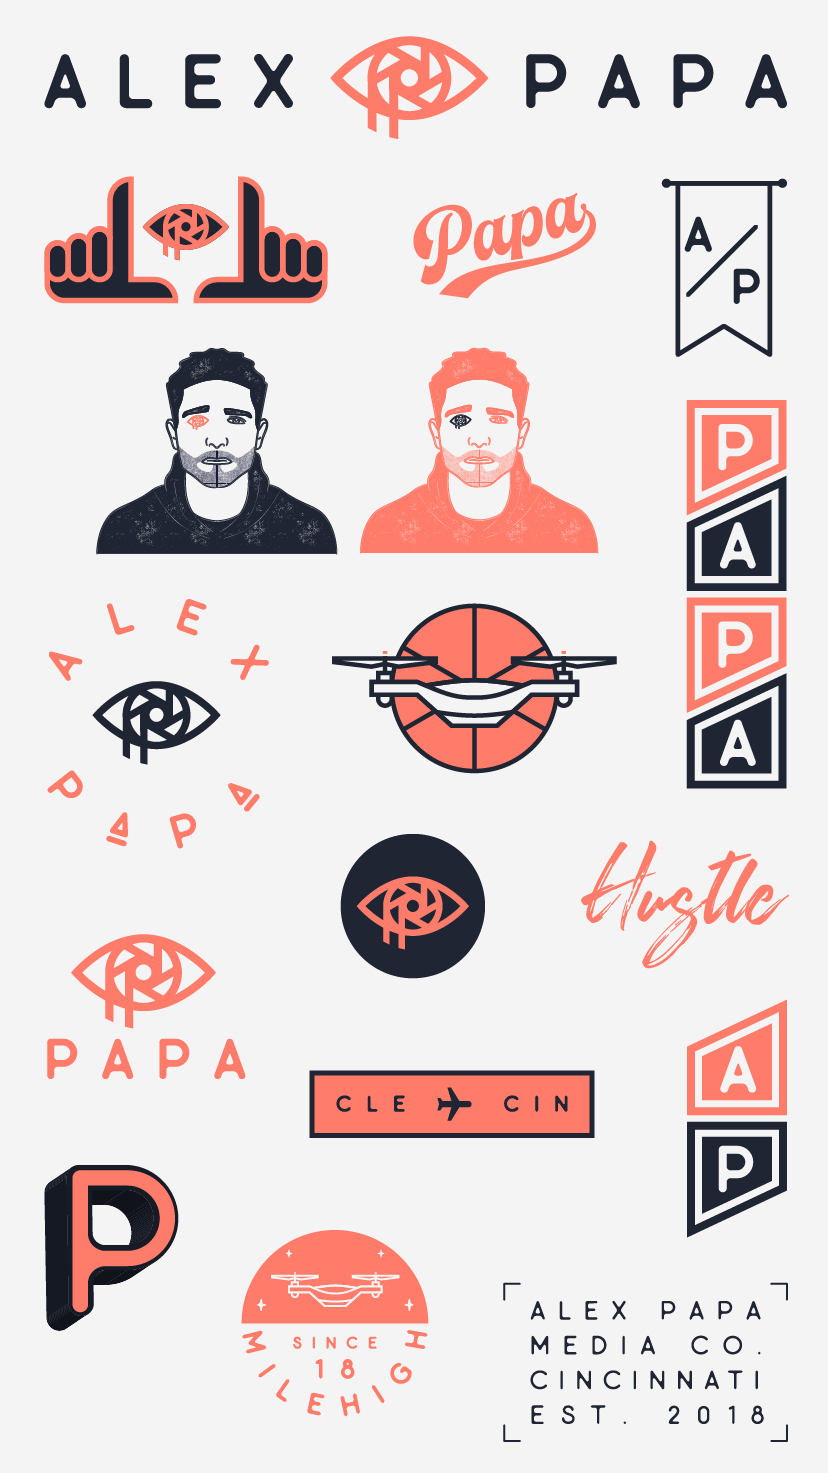 ALEX PAPA
Papa
A/P
P
A
P
A
ALEX
PAPA
Hustle
PAPA
CLE CIN
A
P
P
SINCE
18
MILEHIGH
ALEX PAPA
MEDIA CO.
CINCINNATI
EST. 2018